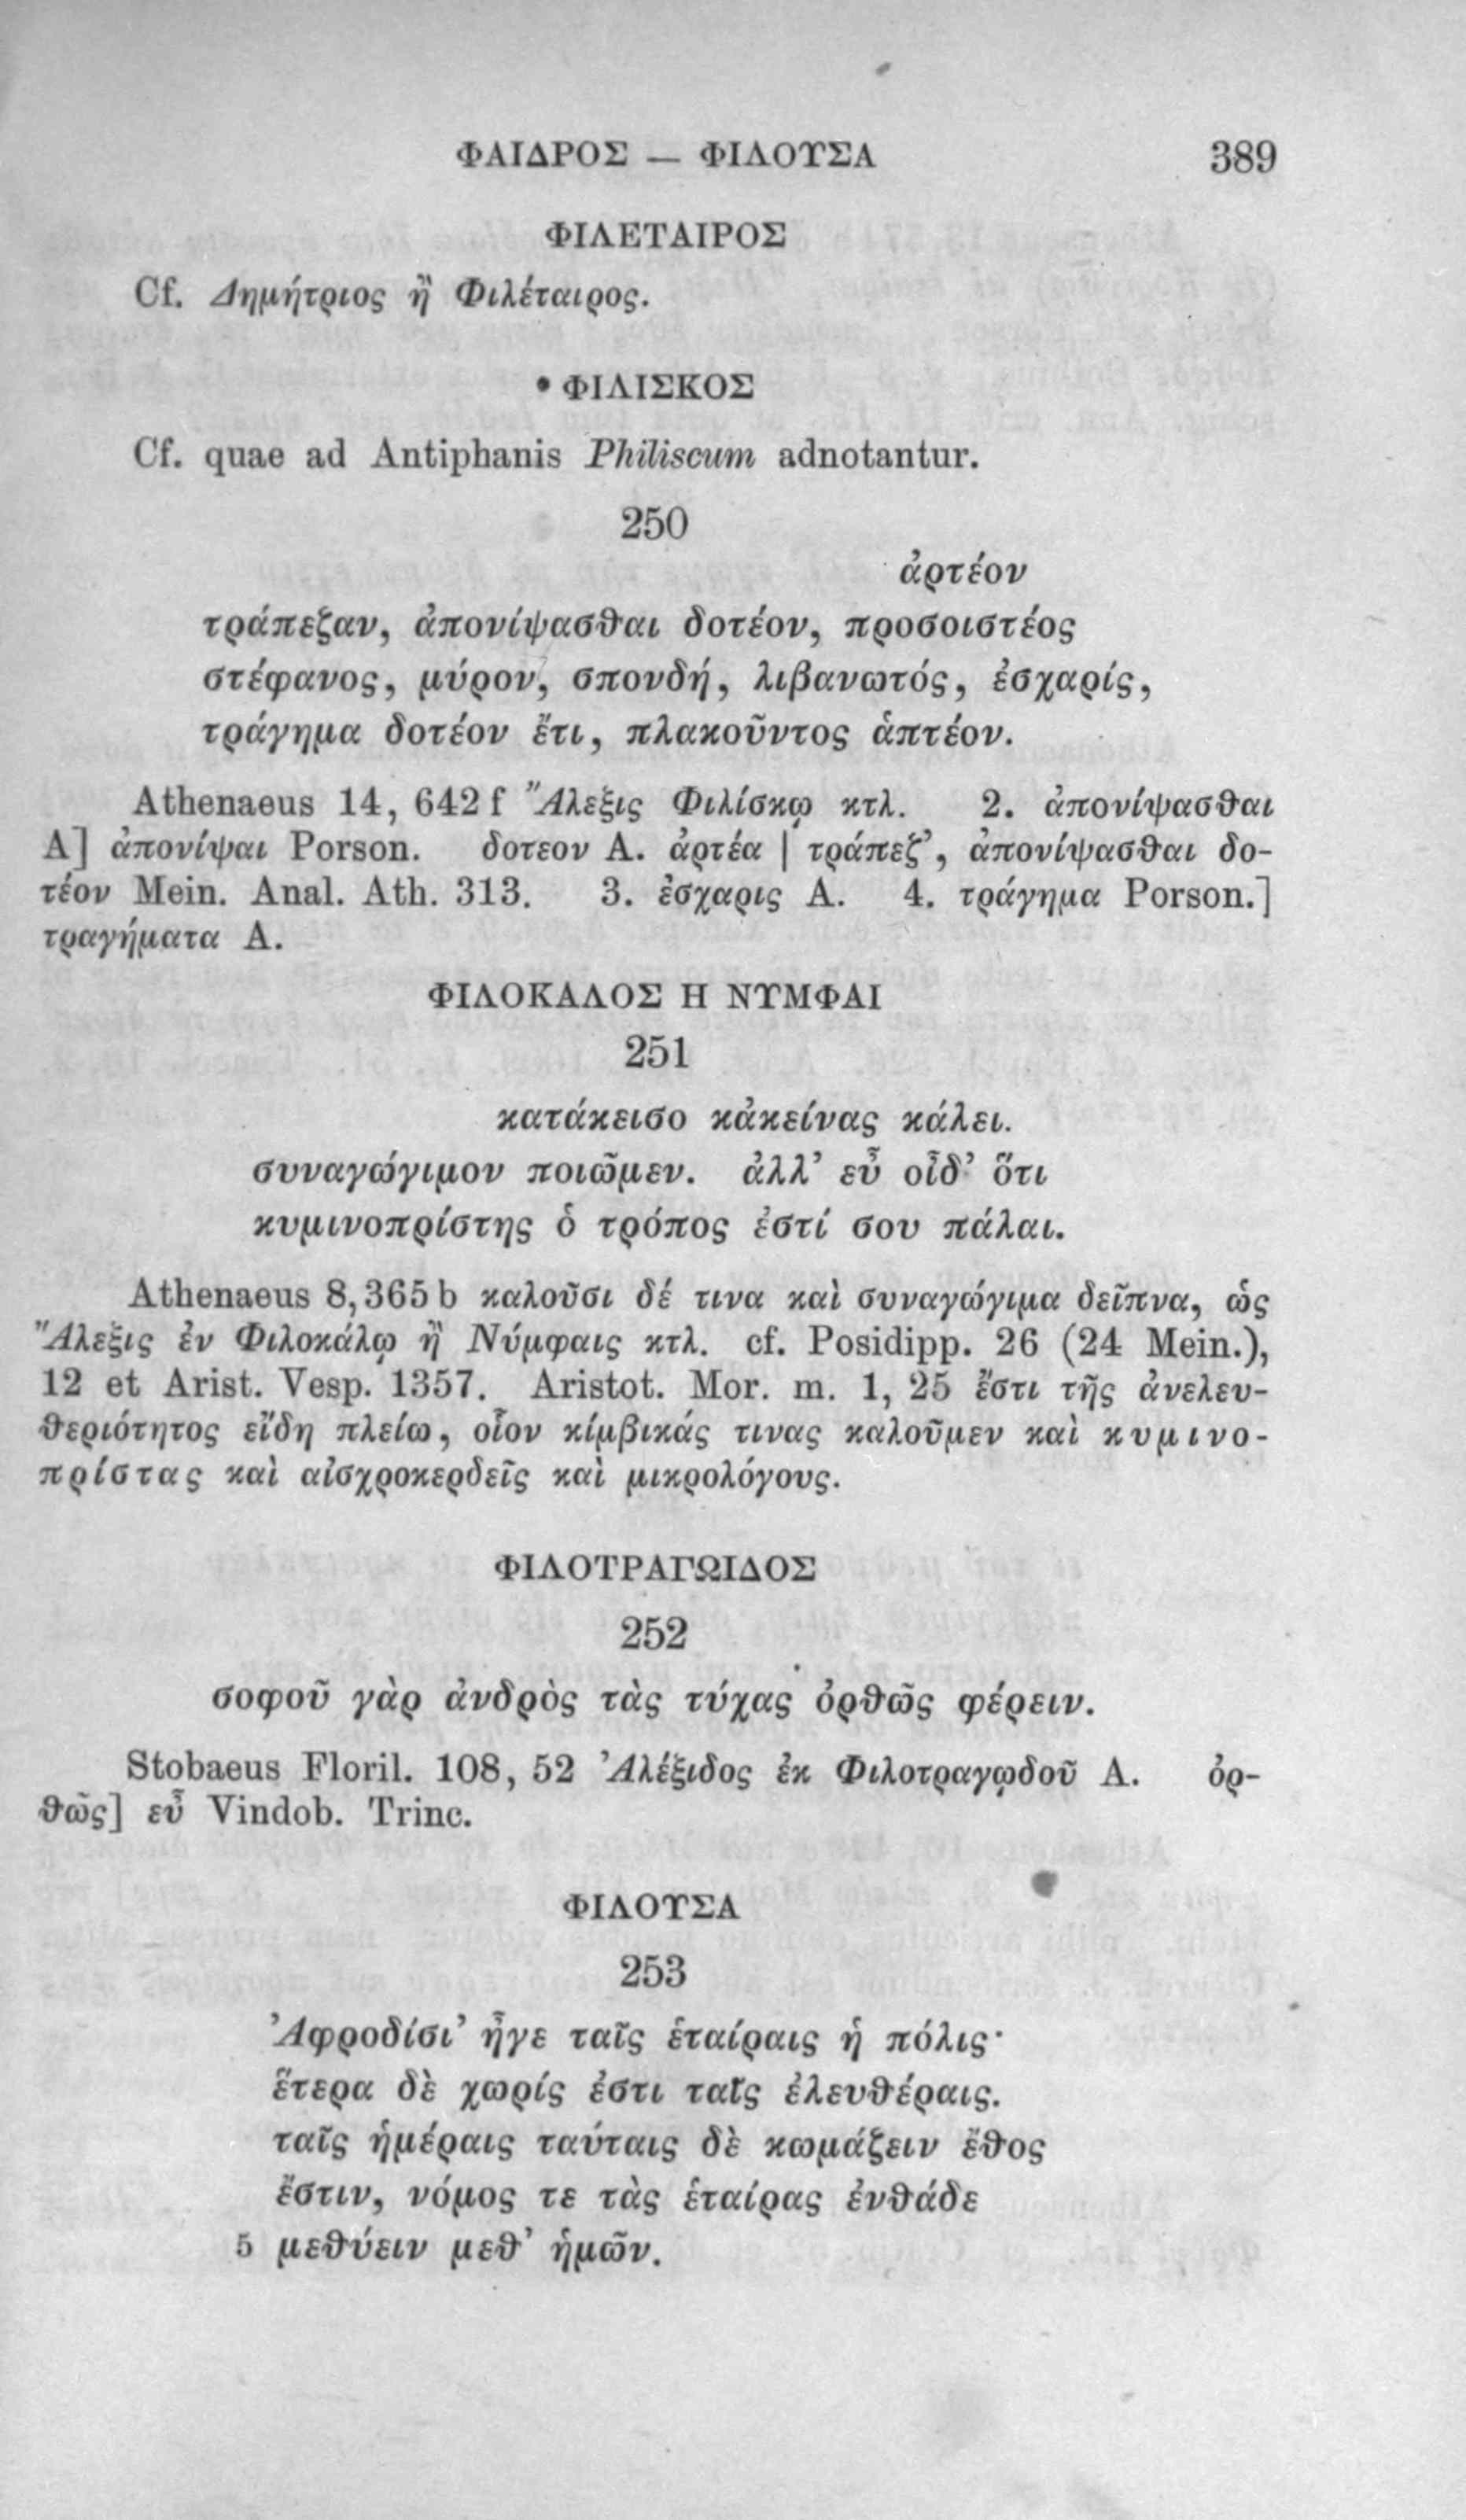 ΦΑΙΔΡΟΣ — ΦΙΛΟΥΣΑ 389
ΦΙΛΕΤΑΙΡΟΣ
Cf. Δημήτριος ἢ Φιλέταιρος.
• ΦΙΛΙΣΚΟΣ
Cf. quae ad Antiphanis Philiscum adnotantur.
250
ἀρτέον
τράπεζαν, ἀπονίψασθαι δοτέον, προσοιστέος
στέφανος, μύρον, σπονδή, λιβανωτός, ἐσχαρίς,
τράγημα δοτέον ἔτι, πλακοῦντος ἁπτέον.
Athenaeus 14, 642 f Ἄλεξις Φιλίσκῳ κτλ. 2. ἀπονίψασθαι
A] ἀπονίψαι Porson. δοτεον A. ἀρτέα | τράπεζ’, ἀπονίψασθαι δο-
τέον Mein. Anal. Ath. 313. 3. ἐσχαρις A. 4. τράγημα Porson.]
τραγήματα A.
ΦΙΛΟΚΑΛΟΣ Η ΝΥΜΦΑΙ
251
κατάκεισο κἀκείνας κάλει.
συναγώγιμον ποιῶμεν. ἀλλ’ εὖ οἶδ’ ὅτι
κυμινοπρίστης ὁ τρόπος ἐστί σου πάλαι.
Athenaeus 8, 365 b καλοῦσι δέ τινα καὶ συναγώγιμα δεῖπνα, ὡς
Ἄλεξις ἐν Φιλοκάλῳ ἢ Νύμφαις κτλ. cf. Posidipp. 26 (24 Mein.),
12 et Arist. Vesp. 1357. Aristot. Mor. m. 1, 25 ἔστι τῆς ἀνελευ-
θεριότητος εἴδη πλείω, οἷον κίμβικάς τινας καλοῦμεν καὶ κυμινο-
πρίστας καὶ αἰσχροκερδεῖς καὶ μικρολόγους.
ΦΙΛΟΤΡΑΓΩΙΔΟΣ
252
σοφοῦ γὰρ ἀνδρὸς τὰς τύχας ὀρθῶς φέρειν.
Stobaeus Floril. 108, 52 Ἀλέξιδος ἐκ Φιλοτραγῳδοῦ A. ὀρ-
θῶς] εὖ Vindob. Trinc.
ΦΙΛΟΥΣΑ
253
Ἀφροδίσι’ ἦγε ταῖς ἑταίραις ἡ πόλις·
ἕτερα δὲ χωρίς ἐστι ταῖς ἐλευθέραις.
ταῖς ἡμέραις ταύταις δὲ κωμάζειν ἔθος
ἔστιν, νόμος τε τὰς ἑταίρας ἐνθάδε
5 μεθύειν μεθ’ ἡμῶν.